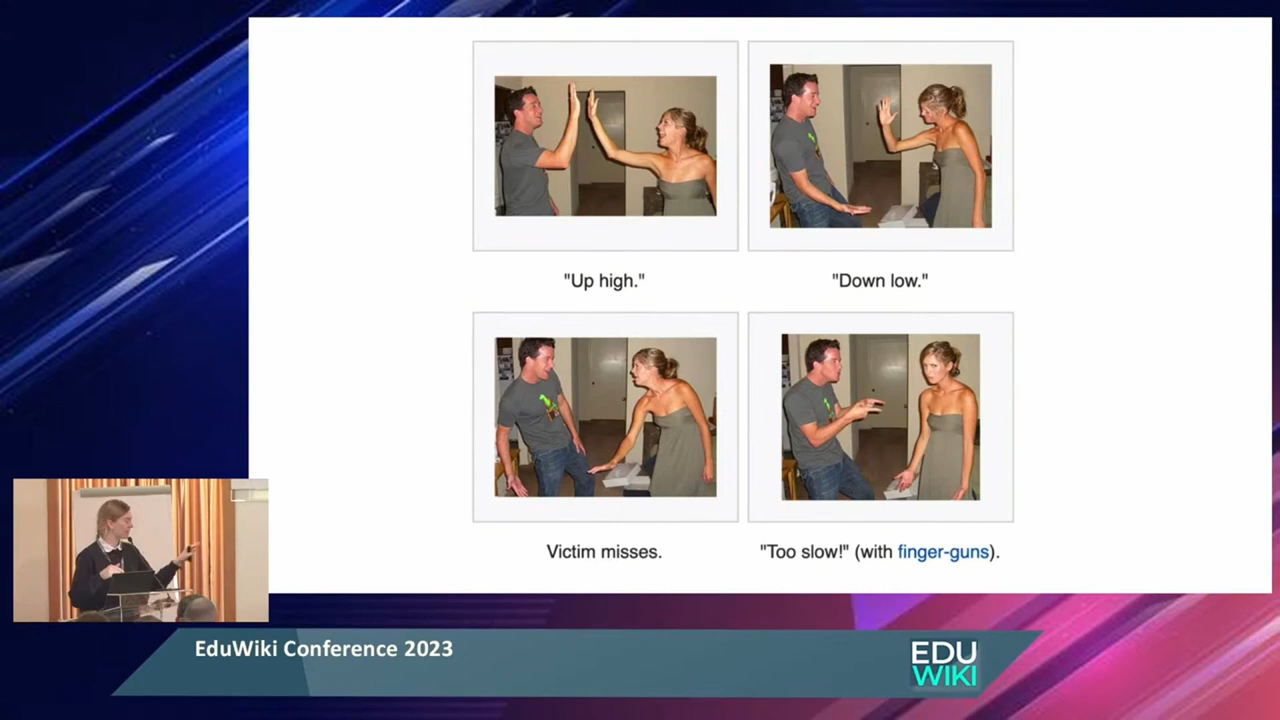 "Up high."
"Down low."
Victim misses.
"Too slow!" (with finger-guns).
EduWiki Conference 2023
EDU
WIKI